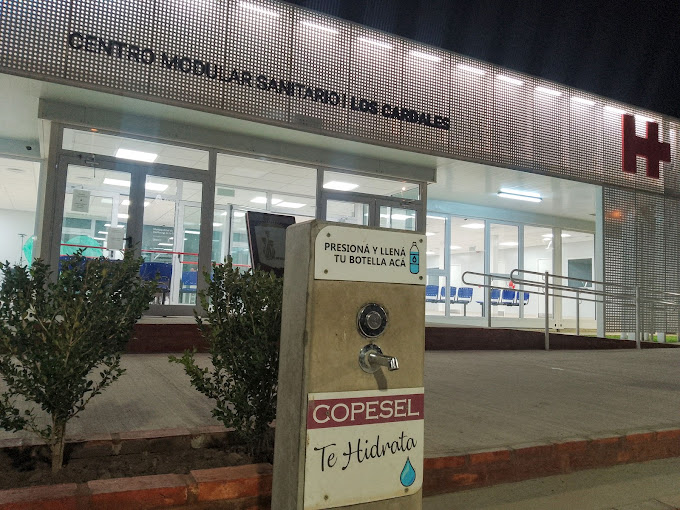 CENTRO MODULAR SANITARIO | LOS CARDALES
H
PRESIONÁ Y LLENÁ
TU BOTELLA ACÁ
COPESEL
Te Hidrata